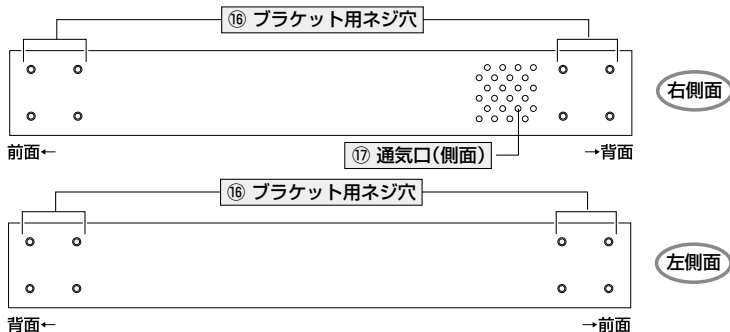 ⑯ ブラケット用ネジ穴
右側面
⑰ 通気口(側面)
前面←
→背面
⑯ ブラケット用ネジ穴
左側面
背面←
→前面